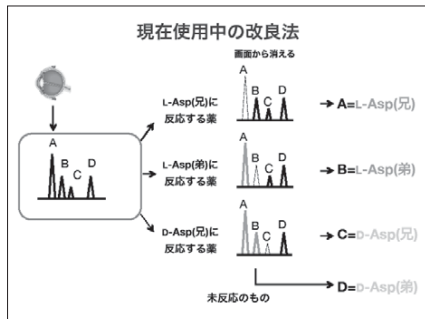 現在使用中の改良法
画面から消える
A
B
C
D
L-Asp(兄)に
反応する薬
→A=L-Asp(兄)
A
B
C
D
A
B
C
D
L-Asp(弟)に
反応する薬
→B=L-Asp(弟)
A
B
C
D
D-Asp(兄)に
反応する薬
→C=D-Asp(兄)
未反応のもの
→D=D-Asp(弟)